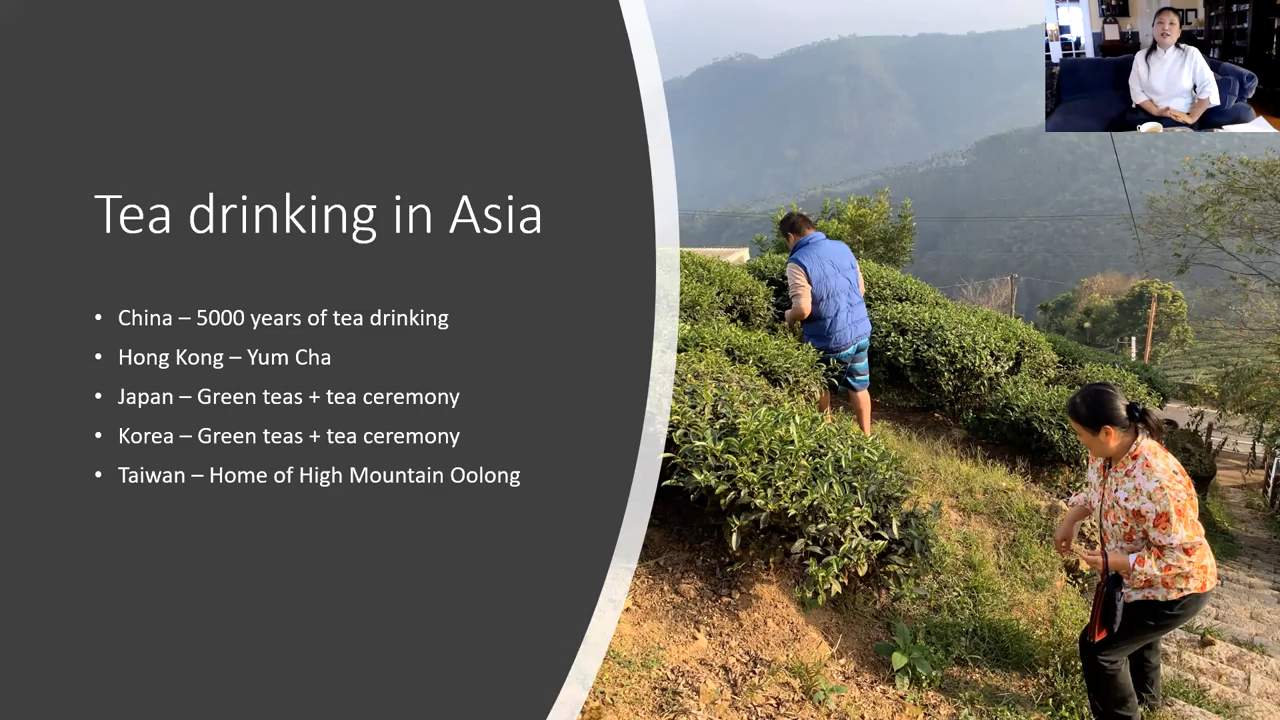 Tea drinking in Asia
• China – 5000 years of tea drinking
• Hong Kong – Yum Cha
• Japan – Green teas + tea ceremony
• Korea – Green teas + tea ceremony
• Taiwan – Home of High Mountain Oolong